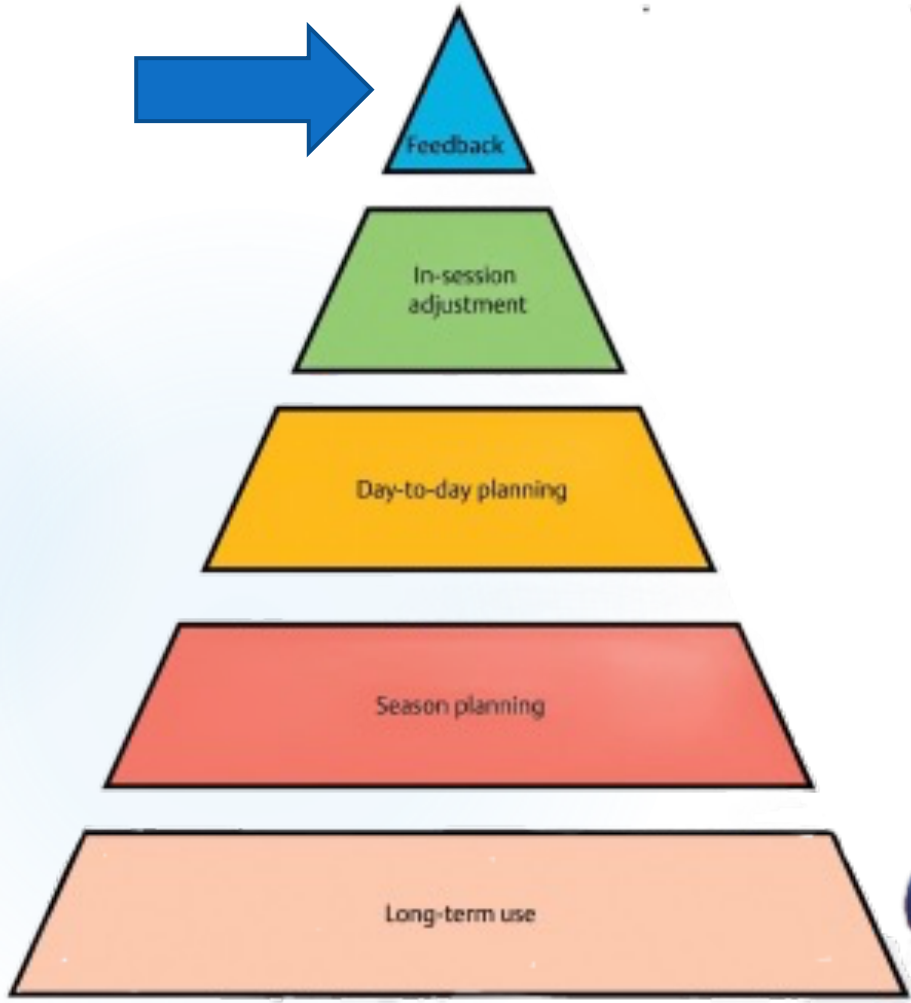 Feedback
In-session
adjustment
Day-to-day planning
Season planning
Long-term use